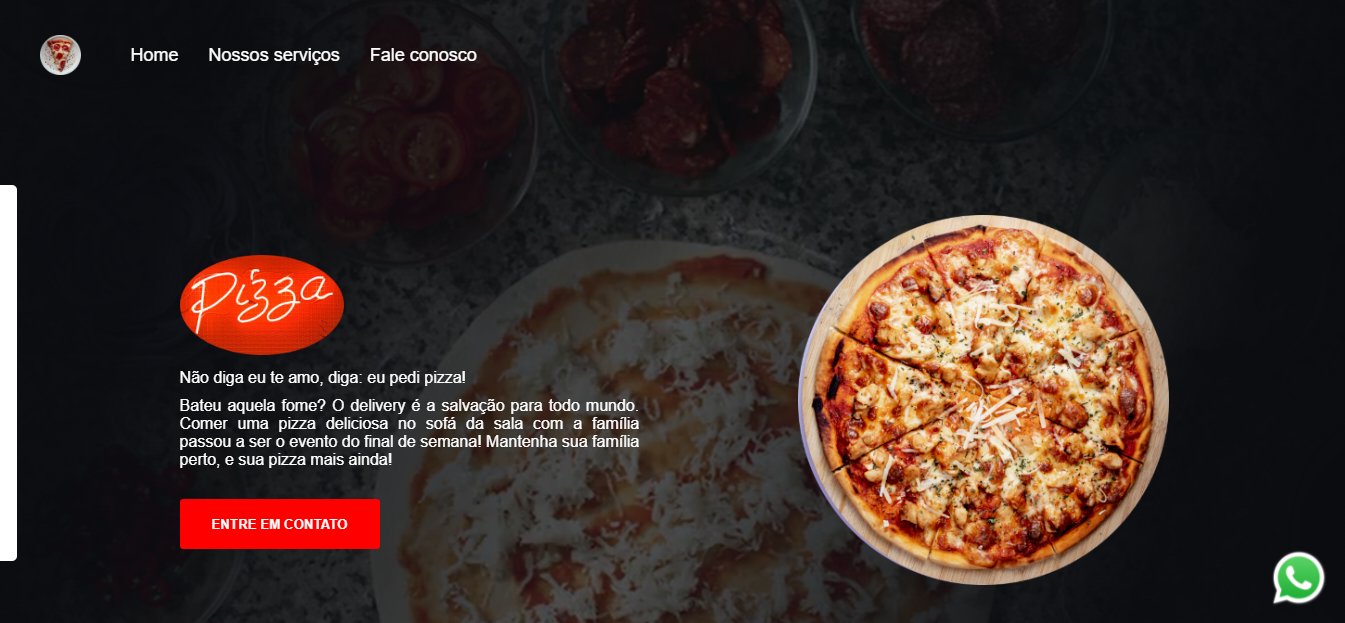 Home Nossos serviços Fale conosco
Pizza
Não diga eu te amo, diga: eu pedi pizza!
Bateu aquela fome? O delivery é a salvação para todo mundo.
Comer uma pizza deliciosa no sofá da sala com a família
passou a ser o evento do final de semana! Mantenha sua família
perto, e sua pizza mais ainda!
ENTRE EM CONTATO